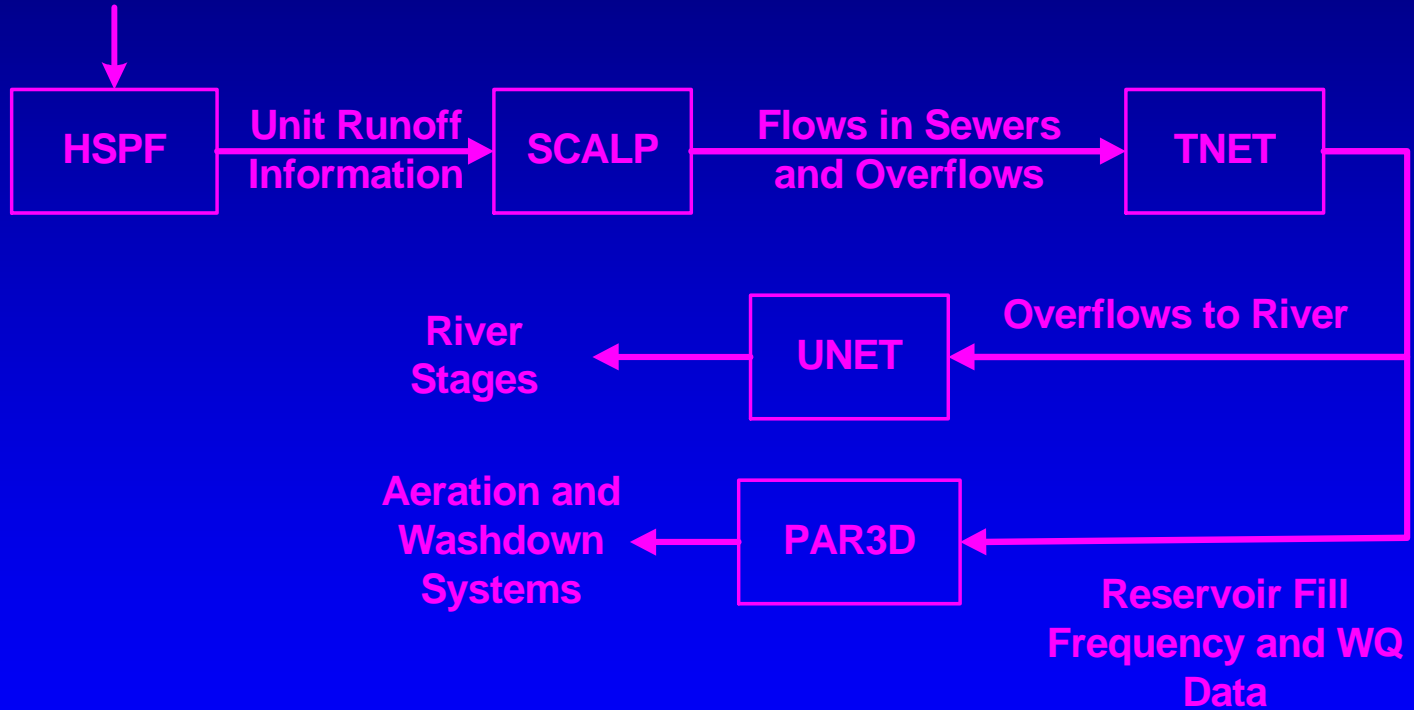 HSPF
Unit Runoff
Information
SCALP
Flows in Sewers
and Overflows
TNET
River
Stages
UNET
Overflows to River
Aeration and
Washdown
Systems
PAR3D
Reservoir Fill
Frequency and WQ
Data